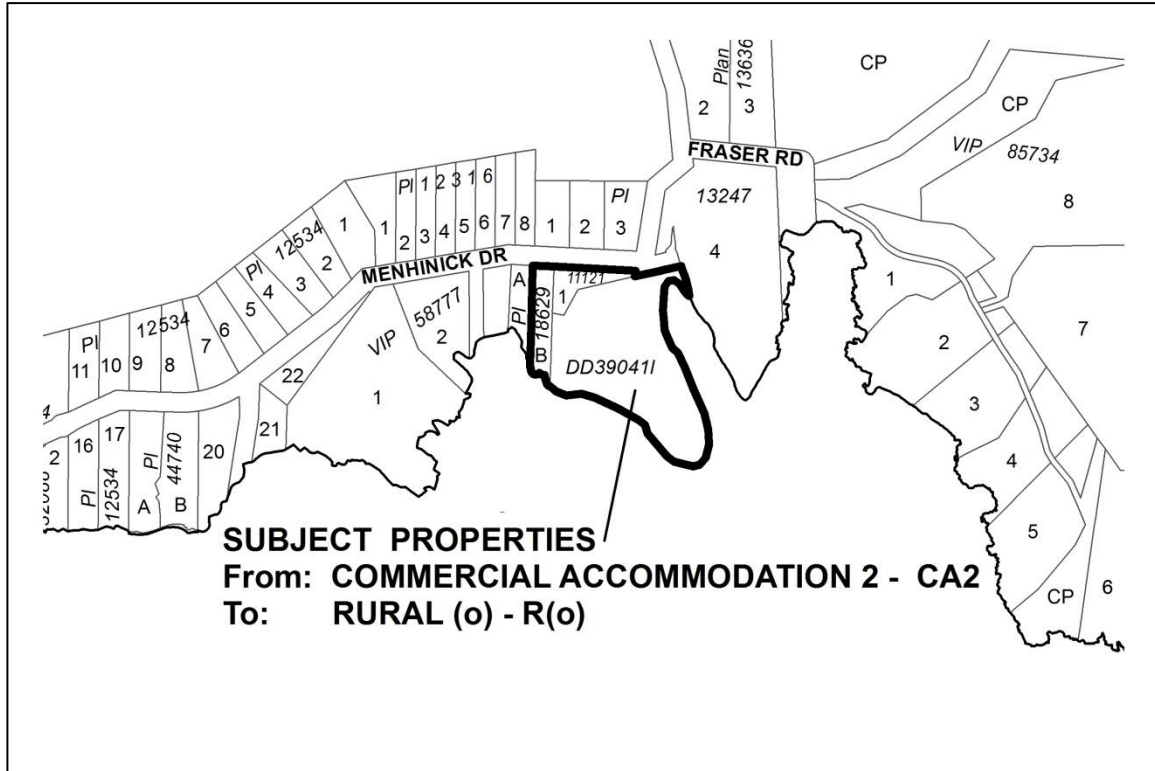 CP
Plan
13636
2
3
CP
VIP 85734
FRASER RD
13247
8
Pl
1
2
3
1
6
Pl
4
1
1
2
3
4
5
6
7
8
1
2
3
12534
2
3
Pl
4
5
6
MENHINICK DR
1
7
A
Pl
18629
B
1
11121
VIP 58777
2
2
DD39041I
12534
Pl
11
10
9
8
7
22
1
3
21
4
2
16
17
Pl
12534
Pl
44740
A
B
20
5
CP
6
SUBJECT PROPERTIES
From: COMMERCIAL ACCOMMODATION 2 - CA2
To: RURAL (o) - R(o)